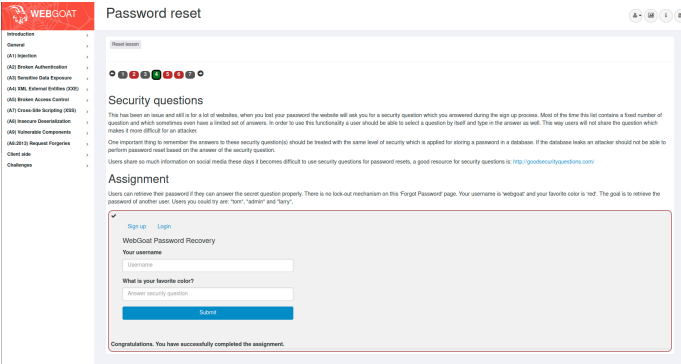 WEBGOAT
Password reset
Introduction
General
(A1) Injection
(A2) Broken Authentication
(A3) Sensitive Data Exposure
(A4) XML External Entities (XXE)
(A5) Broken Access Control
(A7) Cross-Site Scripting (XSS)
(A8) Insecure Deserialization
(A9) Vulnerable Components
(A8:2013) Request Forgeries
Client side
Challenges
Reset lesson
1 2 3 4 5 6 7
Security questions
This has been an issue and still is for a lot of websites, when you lost your password the website will ask you for a security question which you answered during the sign up process. Most of the time this list contains a fixed number of
question and which sometimes even have a limited set of answers. In order to use this functionality a user should be able to select a question by itself and type in the answer as well. This way users will not share the question which
makes it more difficult for an attacker.
One important thing to remember the answers to these security question(s) should be treated with the same level of security which is applied for storing a password in a database. If the database leaks an attacker should not be able to
perform password reset based on the answer of the security question.
Users share so much information on social media these days it becomes difficult to use security questions for password resets, a good resource for security questions is: http://goodsecurityquestions.com/
Assignment
Users can retrieve their password if they can answer the secret question properly. There is no lock-out mechanism on this 'Forgot Password' page. Your username is 'webgoat' and your favorite color is 'red'. The goal is to retrieve the
password of another user. Users you could try are: "tom", "admin" and "larry".
Sign up Login
WebGoat Password Recovery
Your username
Username
What is your favorite color?
Answer security question
Submit
Congratulations. You have successfully completed the assignment.